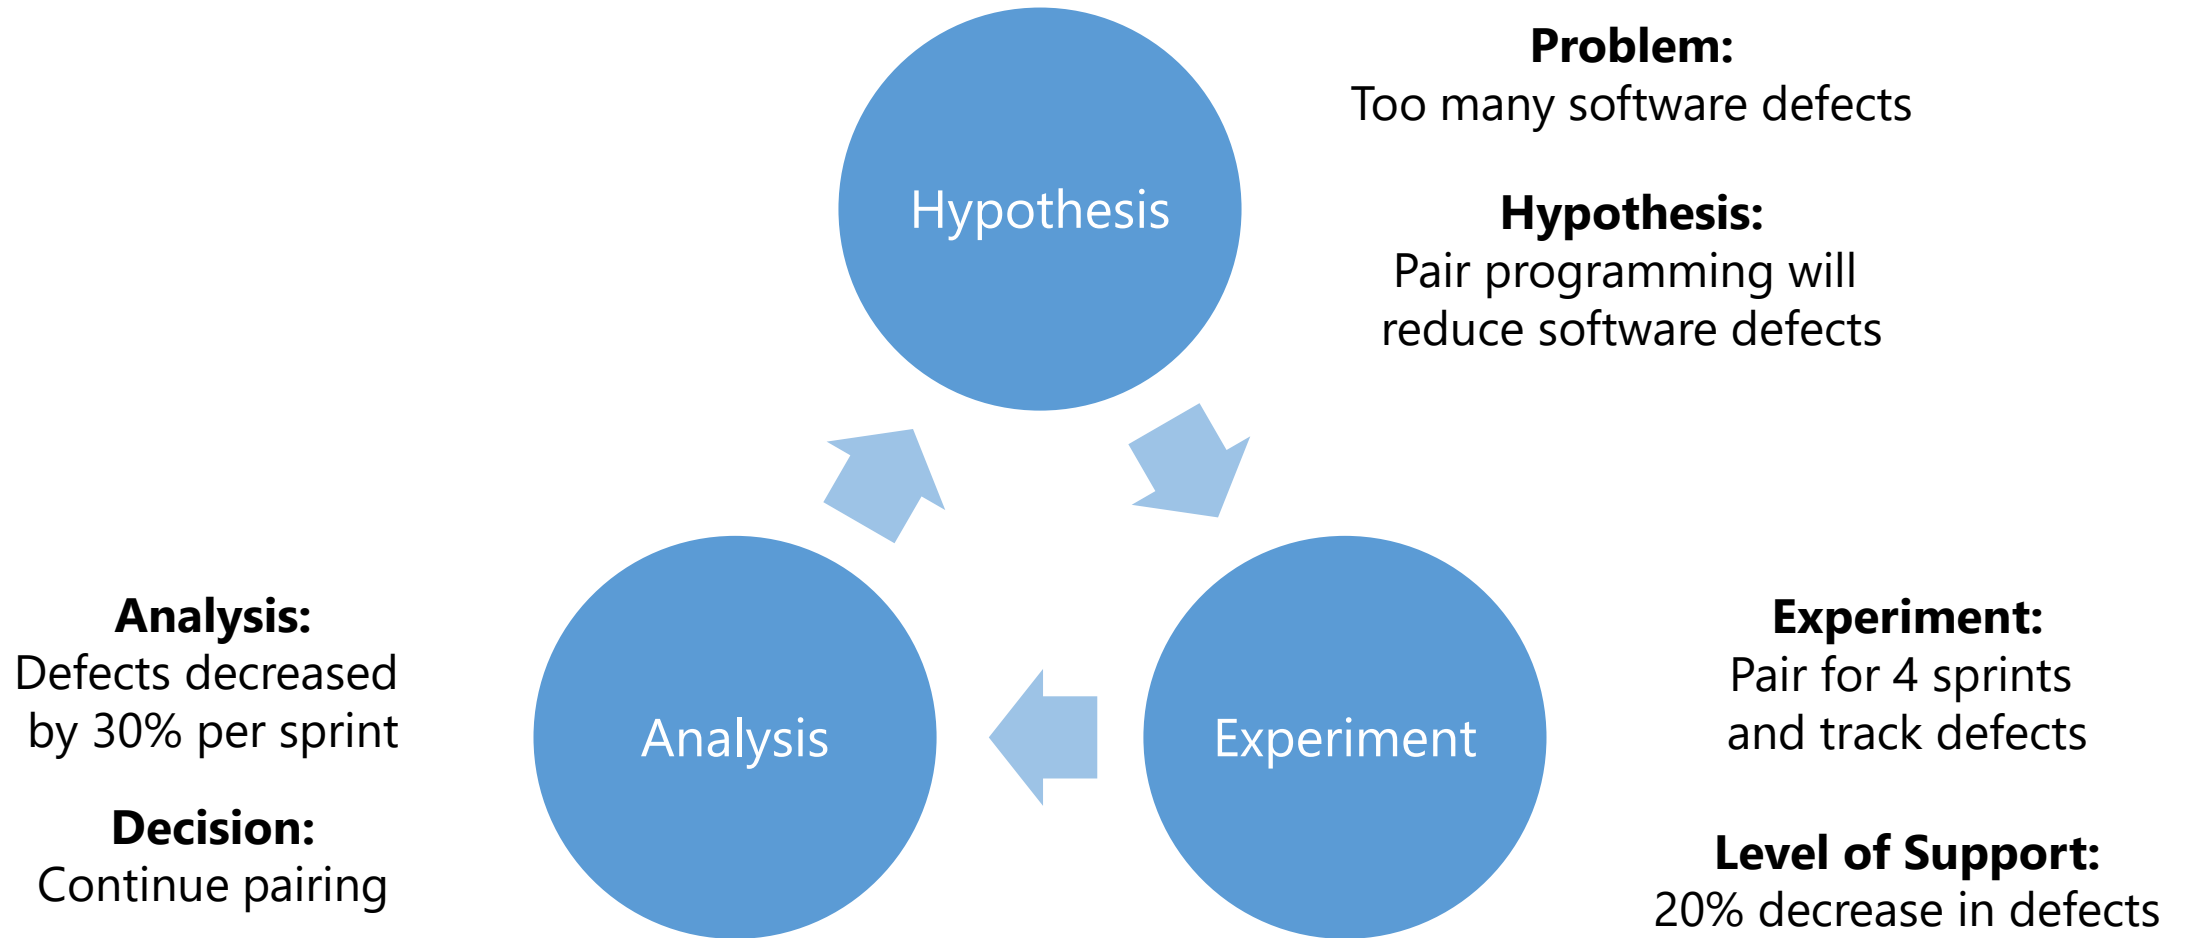 Hypothesis
Problem:
Too many software defects
Hypothesis:
Pair programming will
reduce software defects
Experiment
Experiment:
Pair for 4 sprints
and track defects
Level of Support:
20% decrease in defects
Analysis
Analysis:
Defects decreased
by 30% per sprint
Decision:
Continue pairing